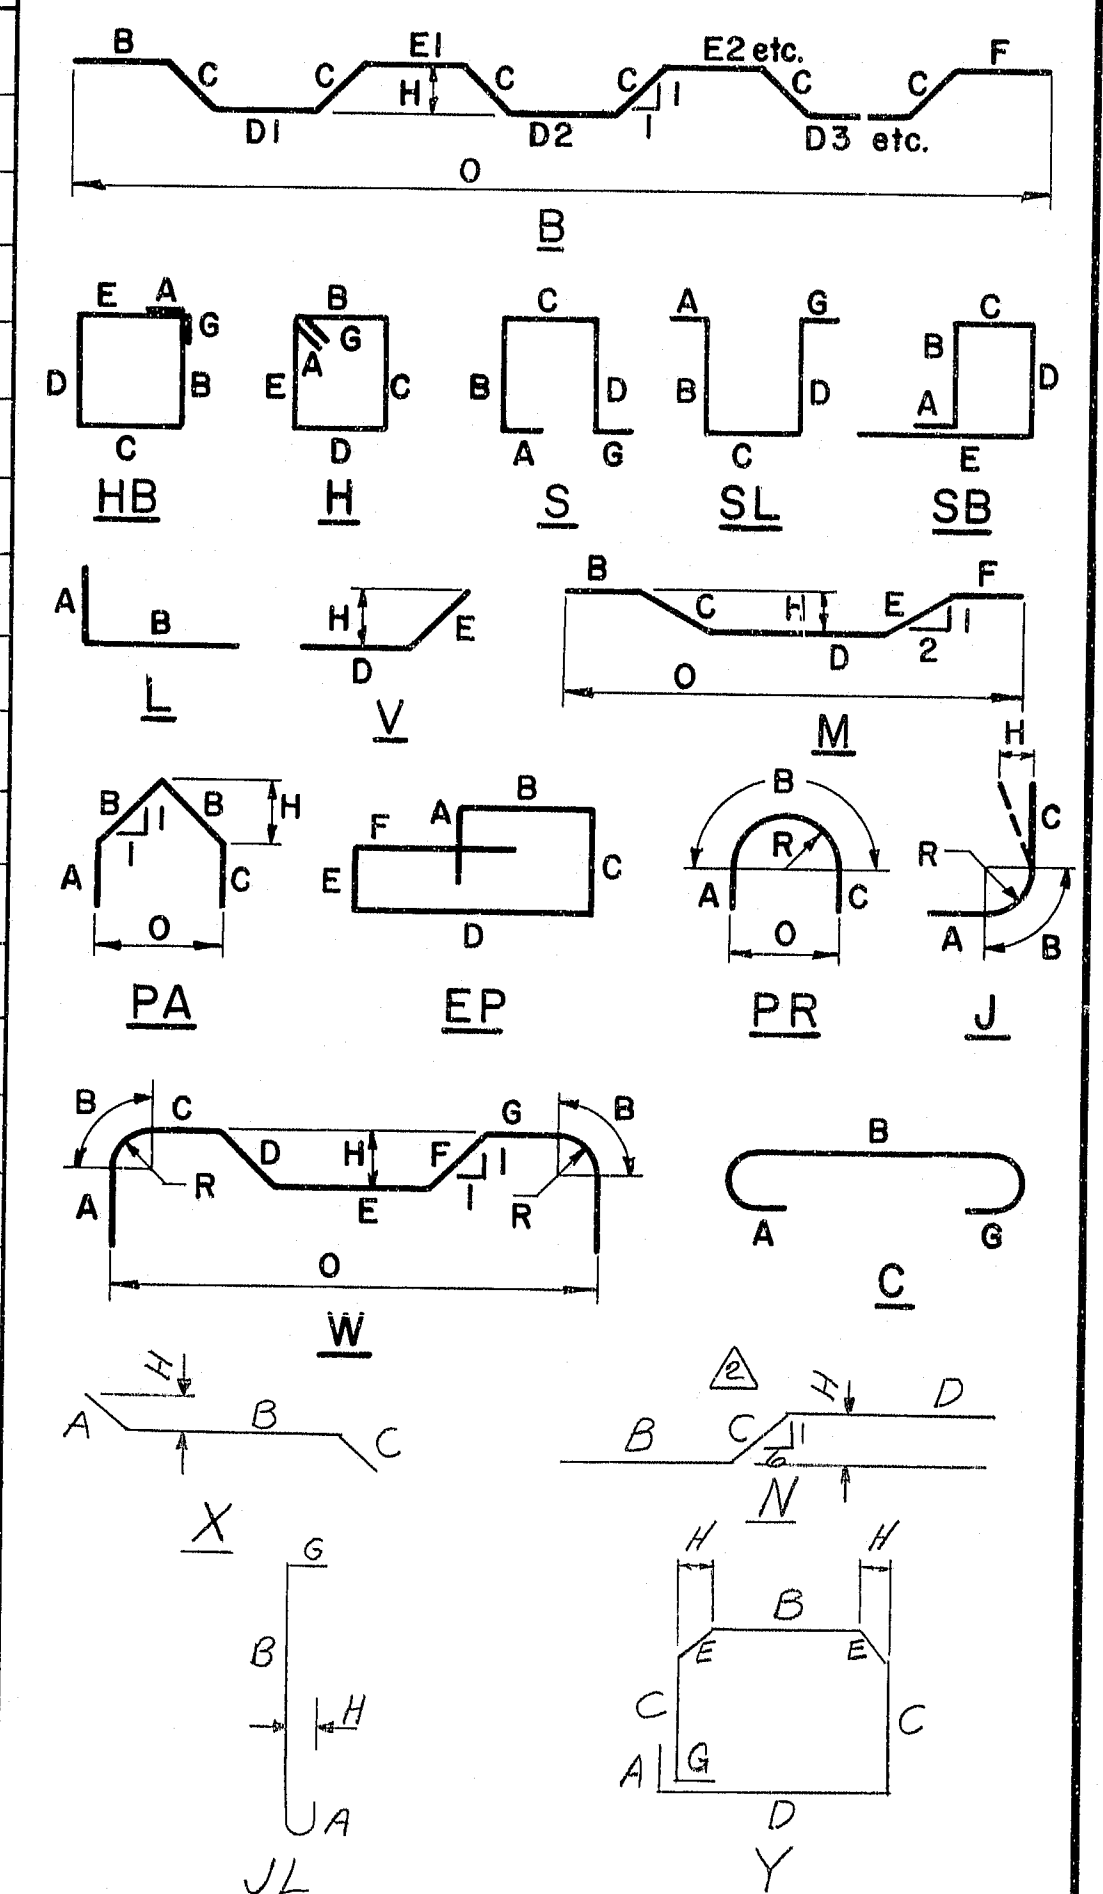 B C C E1 C C E2 etc. C C F
H 1
D1 D2 1 D3 etc.
O
B
E A B C A G C
G G B
D B E A C B D B D A D
C D A G C E
HB H S SL SB
A B H E B C H E F
D D 2 1
O
L V M
H
B B H B B
1 A R C
1 F R
A C E C A C A B
O D O
PA EP PR J
B C G B
D H F 1 B
A R E 1 R
A G
O C
W
H 2 H D
A B C B C 1
6
X N
G H H
B
B E E
H C C
A G
A D
JL Y